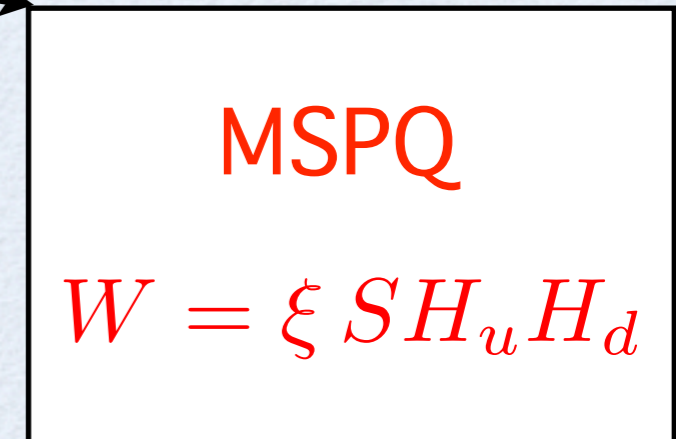 MSPQ
W = ξ S H_u H_d